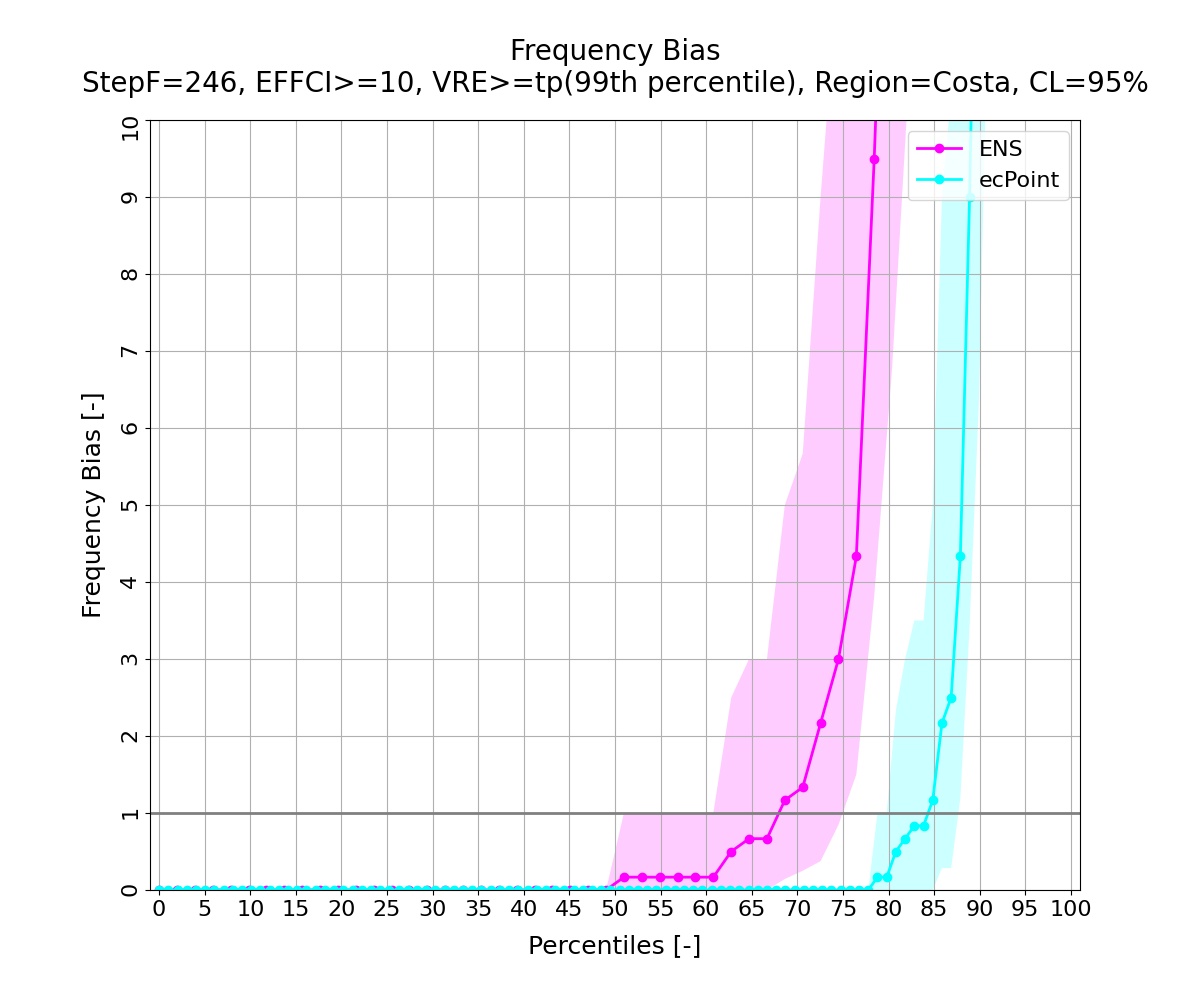 Frequency Bias
StepF=246, EFFCI>=10, VRE>=tp(99th percentile), Region=Costa, CL=95%
10
9
8
7
6
5
4
3
2
1
0
Frequency Bias [-]
ENS
ecPoint
0 5 10 15 20 25 30 35 40 45 50 55 60 65 70 75 80 85 90 95 100
Percentiles [-]